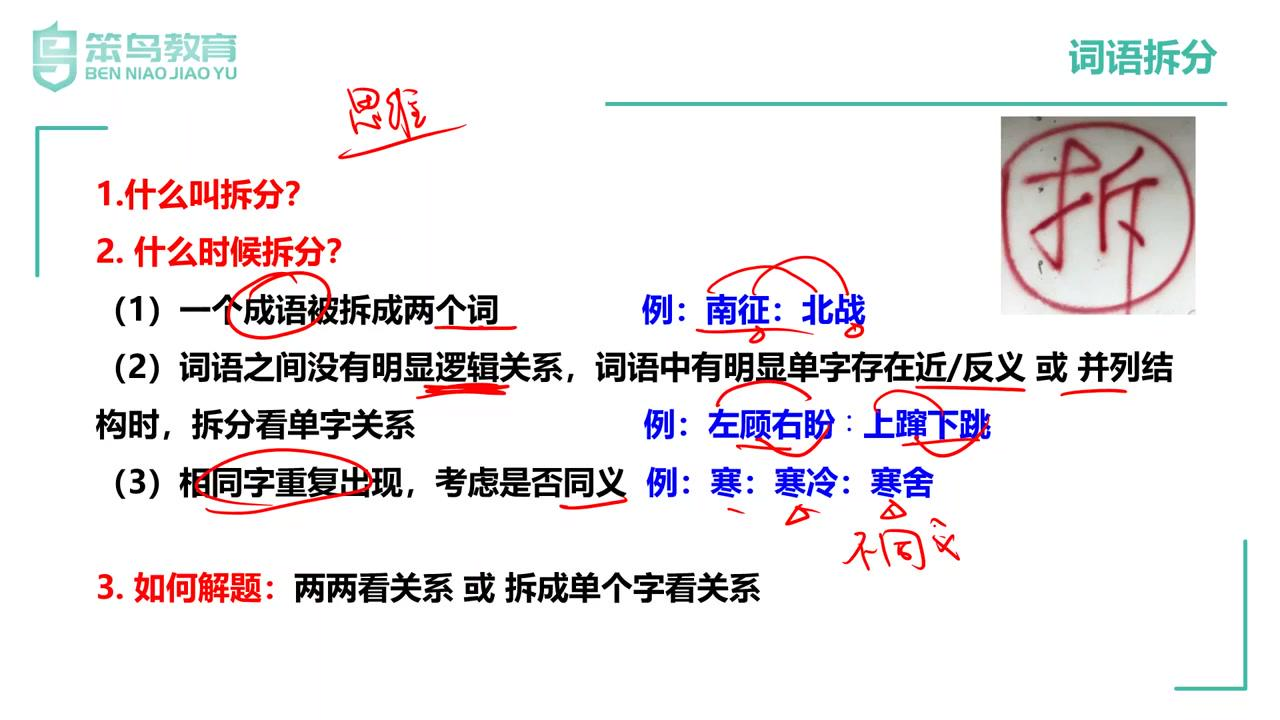 笨鸟教育
BEN NIAO JIAO YU
词语拆分
思维
拆
1.什么叫拆分？
2. 什么时候拆分？
（1）一个成语被拆成两个词 例：南征：北战
（2）词语之间没有明显逻辑关系，词语中有明显单字存在近/反义 或 并列结
构时，拆分看单字关系 例：左顾右盼：上蹿下跳
（3）相同字重复出现，考虑是否同义 例：寒：寒冷：寒舍
不同义
3. 如何解题：两两看关系 或 拆成单个字看关系